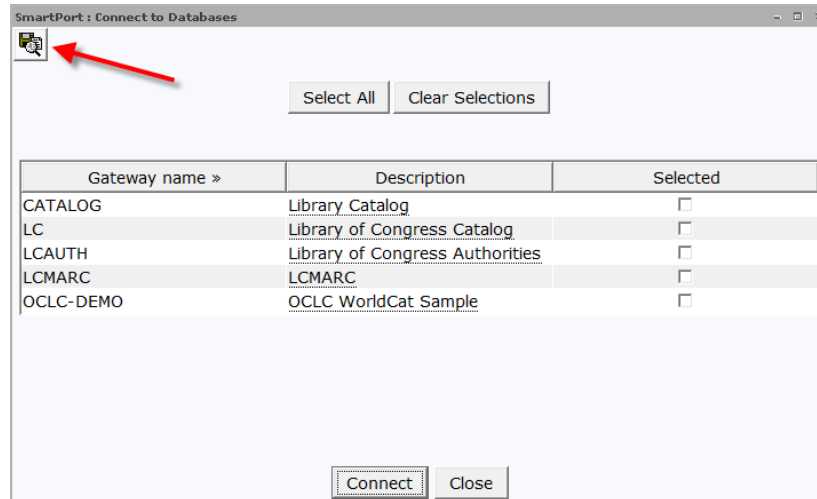 SmartPort : Connect to Databases
Select All Clear Selections
Gateway name » Description Selected
CATALOG Library Catalog
LC Library of Congress Catalog
LCAUTH Library of Congress Authorities
LCMARC LCMARC
OCLC-DEMO OCLC WorldCat Sample
Connect Close